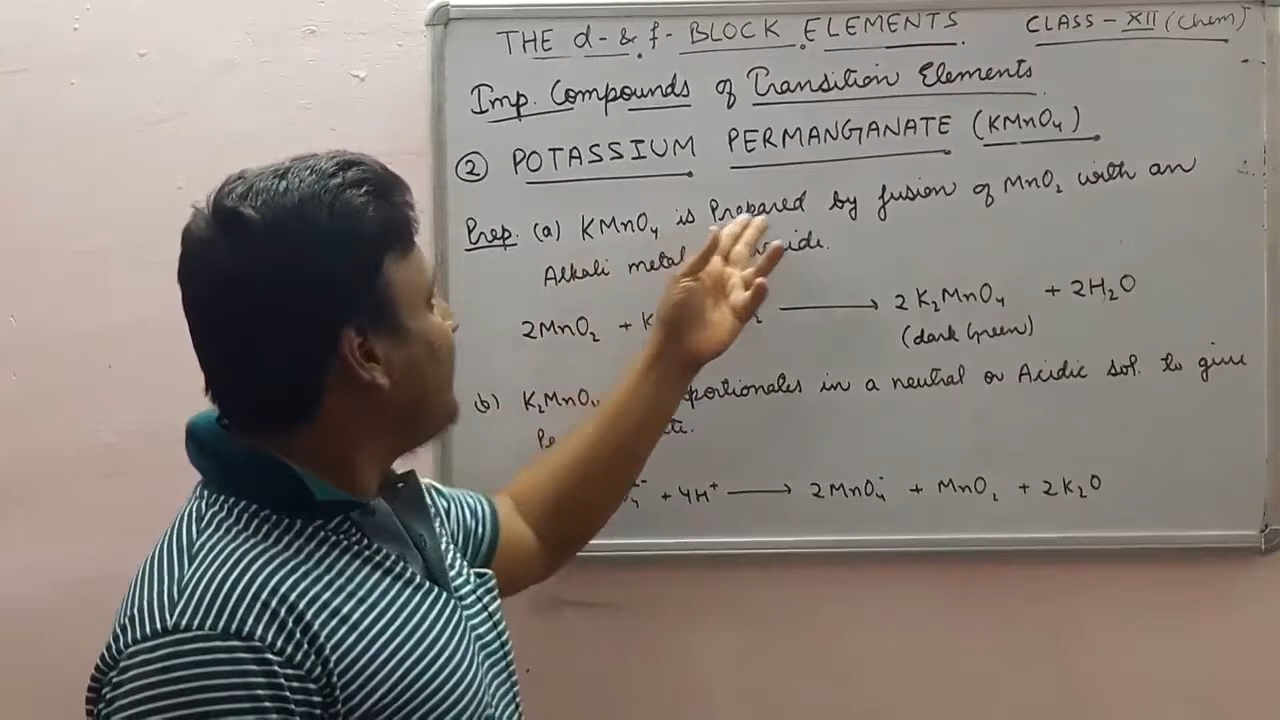 THE d- & f- BLOCK ELEMENTS CLASS - XII (Chem)
Imp. Compounds of Transition Elements
② POTASSIUM PERMANGANATE (KMnO₄)
Prep. (a) KMnO₄ is Prepared by fusion of MnO₂ with an
Alkali metal
2MnO₂ + K ⟶ 2K₂MnO₄ + 2H₂O
(dark Green)
(b) K₂MnO₄ in a neutral or Acidic sol. to give
+ 4H⁺ ⟶ 2MnO₄⁻ + MnO₂ + 2K₂O